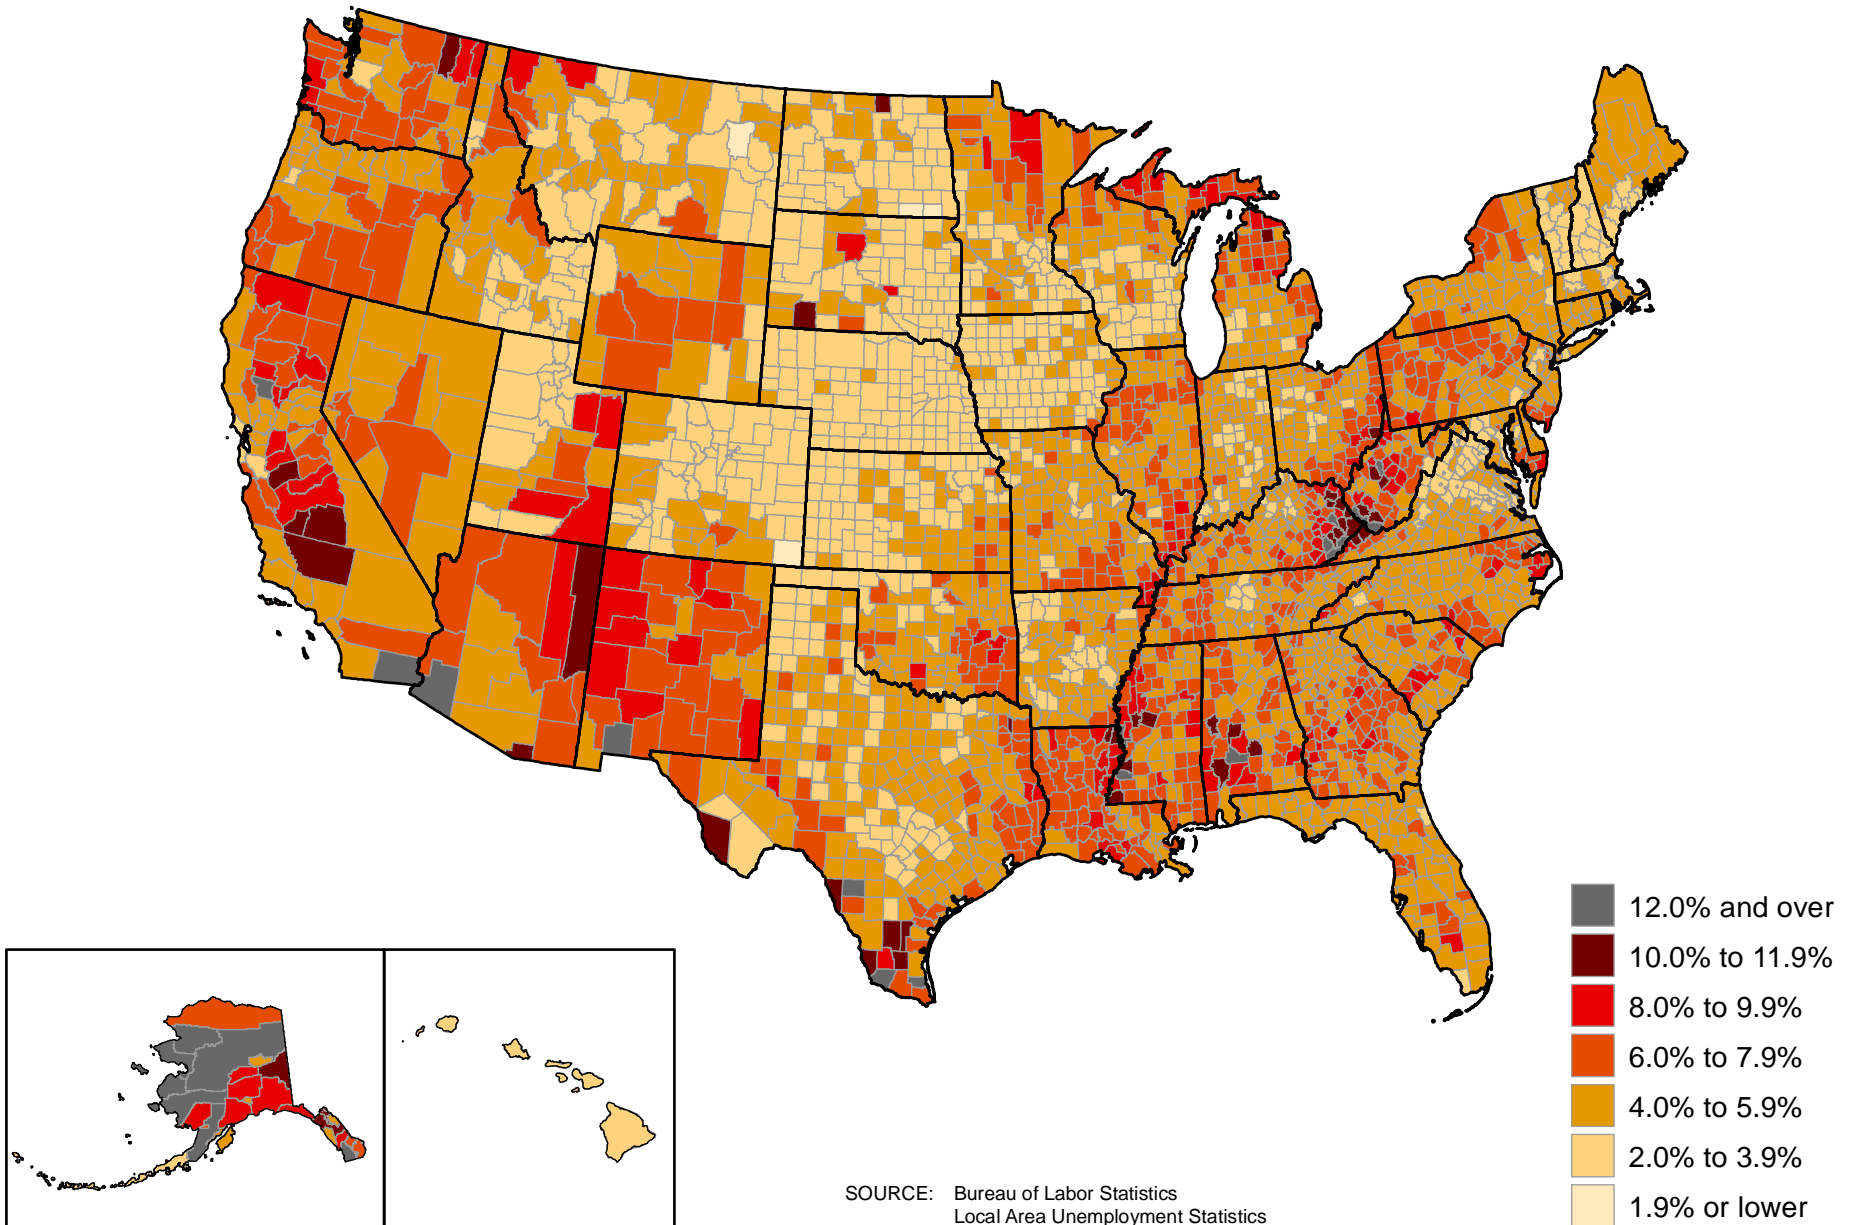 12.0% and over
10.0% to 11.9%
8.0% to 9.9%
6.0% to 7.9%
4.0% to 5.9%
2.0% to 3.9%
1.9% or lower
SOURCE: Bureau of Labor Statistics
Local Area Unemployment Statistics